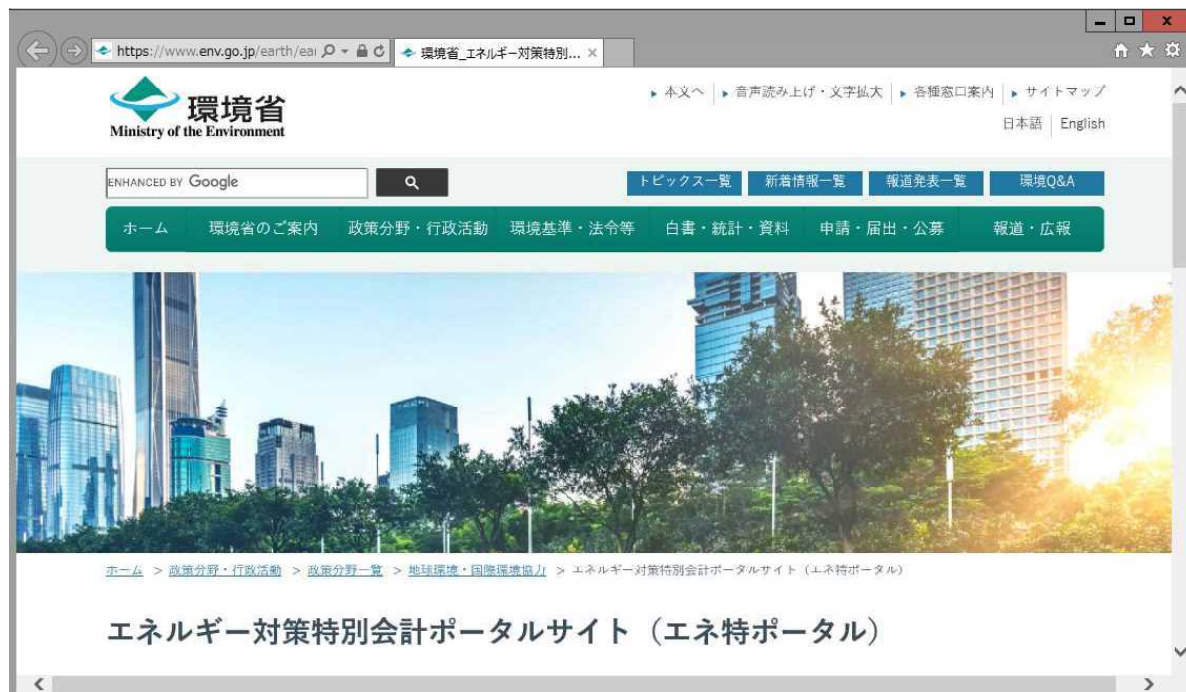 https://www.env.go.jp/earth/ear
環境省_エネルギー対策特別...
環境省
Ministry of the Environment
本文へ
音声読み上げ・文字拡大
各種窓口案内
サイトマップ
日本語
English
ENHANCED BY Google
トピックス一覧
新着情報一覧
報道発表一覧
環境Q&A
ホーム
環境省のご案内
政策分野・行政活動
環境基準・法令等
白書・統計・資料
申請・届出・公募
報道・広報
ホーム > 政策分野・行政活動 > 政策分野一覧 > 地球環境・国際環境協力 > エネルギー対策特別会計ポータルサイト（エネ特ポータル）
エネルギー対策特別会計ポータルサイト（エネ特ポータル）